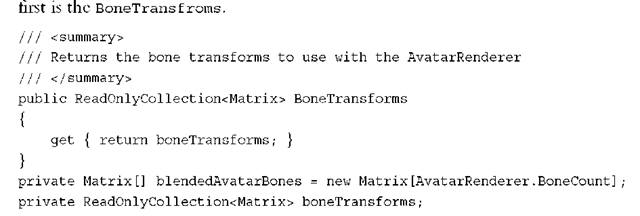 first is the BoneTransfroms.
/// <summary>
/// Returns the bone transforms to use with the AvatarRenderer
/// </summary>
public ReadOnlyCollection<Matrix> BoneTransforms
{
    get { return boneTransforms; }
}
private Matrix[] blendedAvatarBones = new Matrix[AvatarRenderer.BoneCount];
private ReadOnlyCollection<Matrix> boneTransforms;